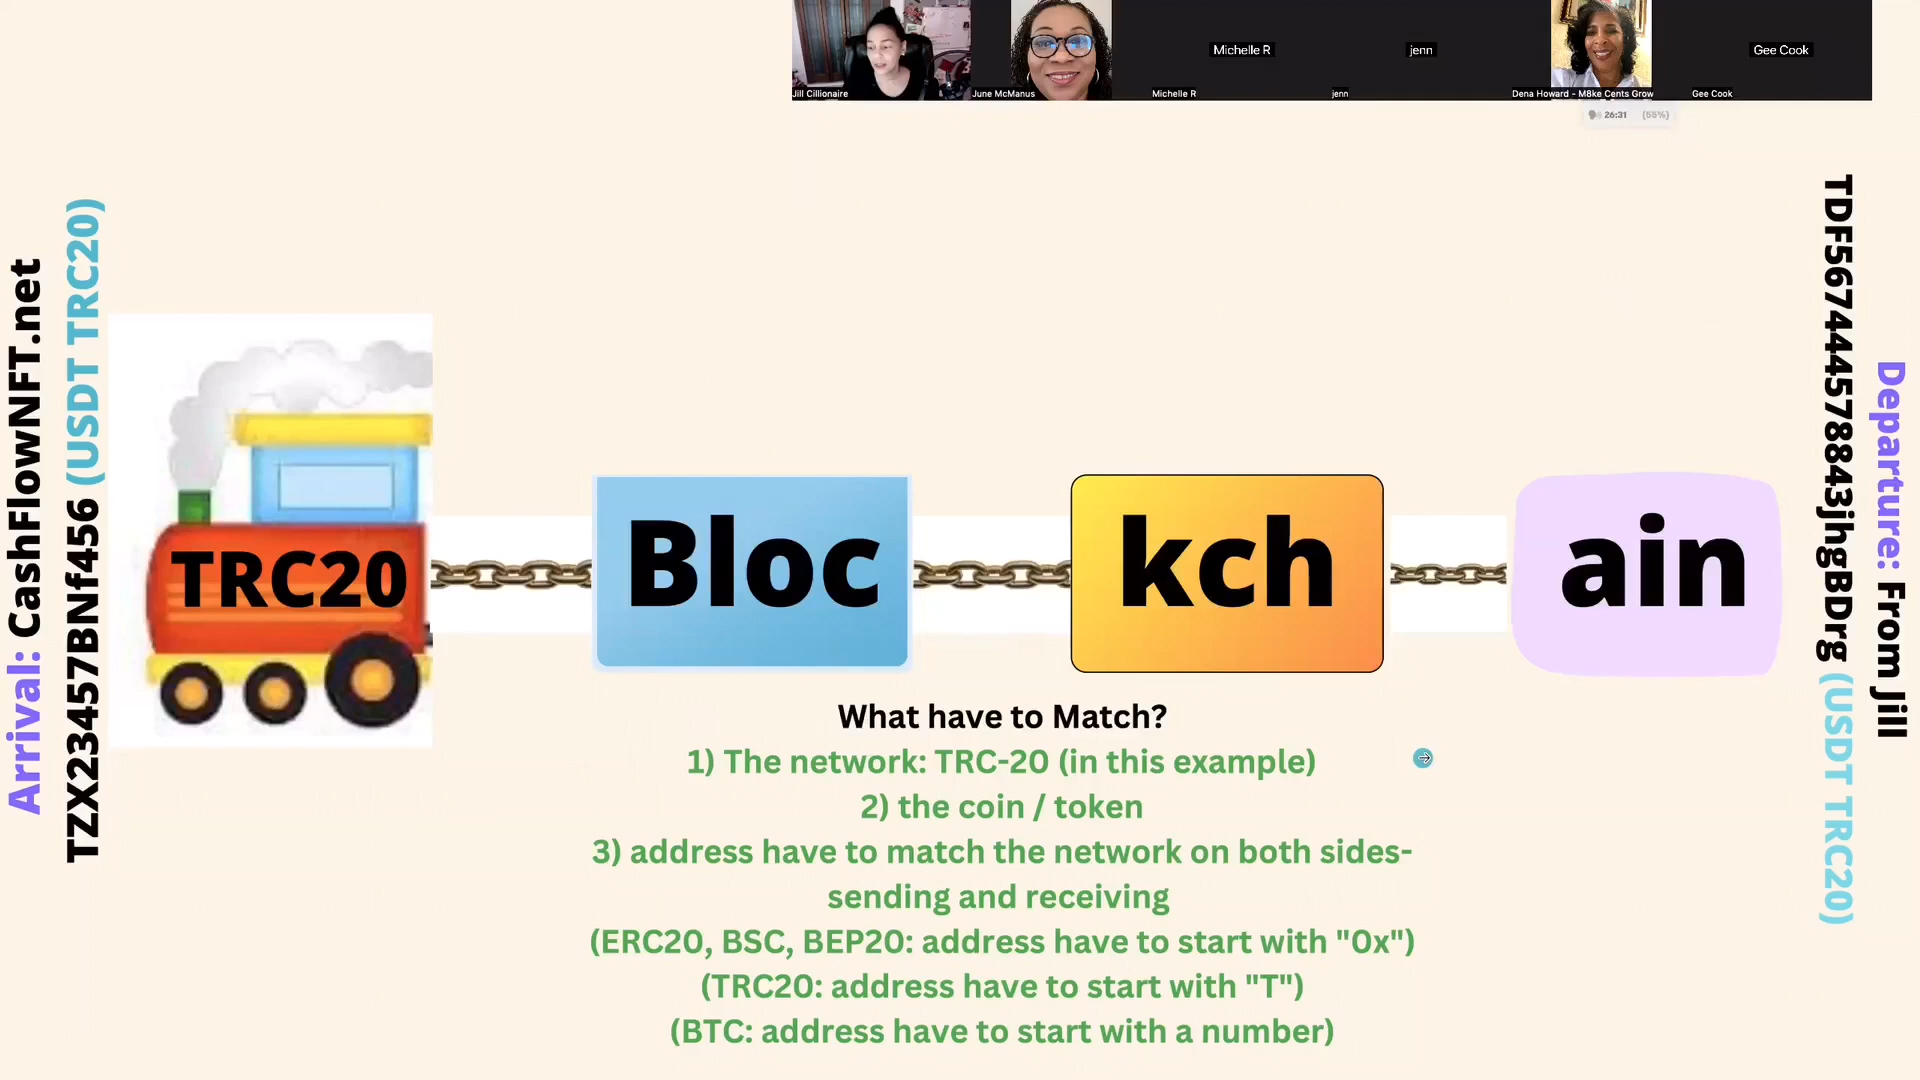 Michelle R
jenn
Gee Cook
Jill Cillionaire
June McManus
Michelle R
jenn
Dena Howard - M8ke Cents Grow
Gee Cook
26:31 (55%)
Arrival: CashFlowNFT.net
TZX23457BNf456 (USDT TRC20)
TRC20
Bloc
kch
ain
TDF5674444578843jhgBDrg (USDT TRC20)
Departure: From Jill
What have to Match?
1) The network: TRC-20 (in this example)
2) the coin / token
3) address have to match the network on both sides-
sending and receiving
(ERC20, BSC, BEP20: address have to start with "0x")
(TRC20: address have to start with "T")
(BTC: address have to start with a number)